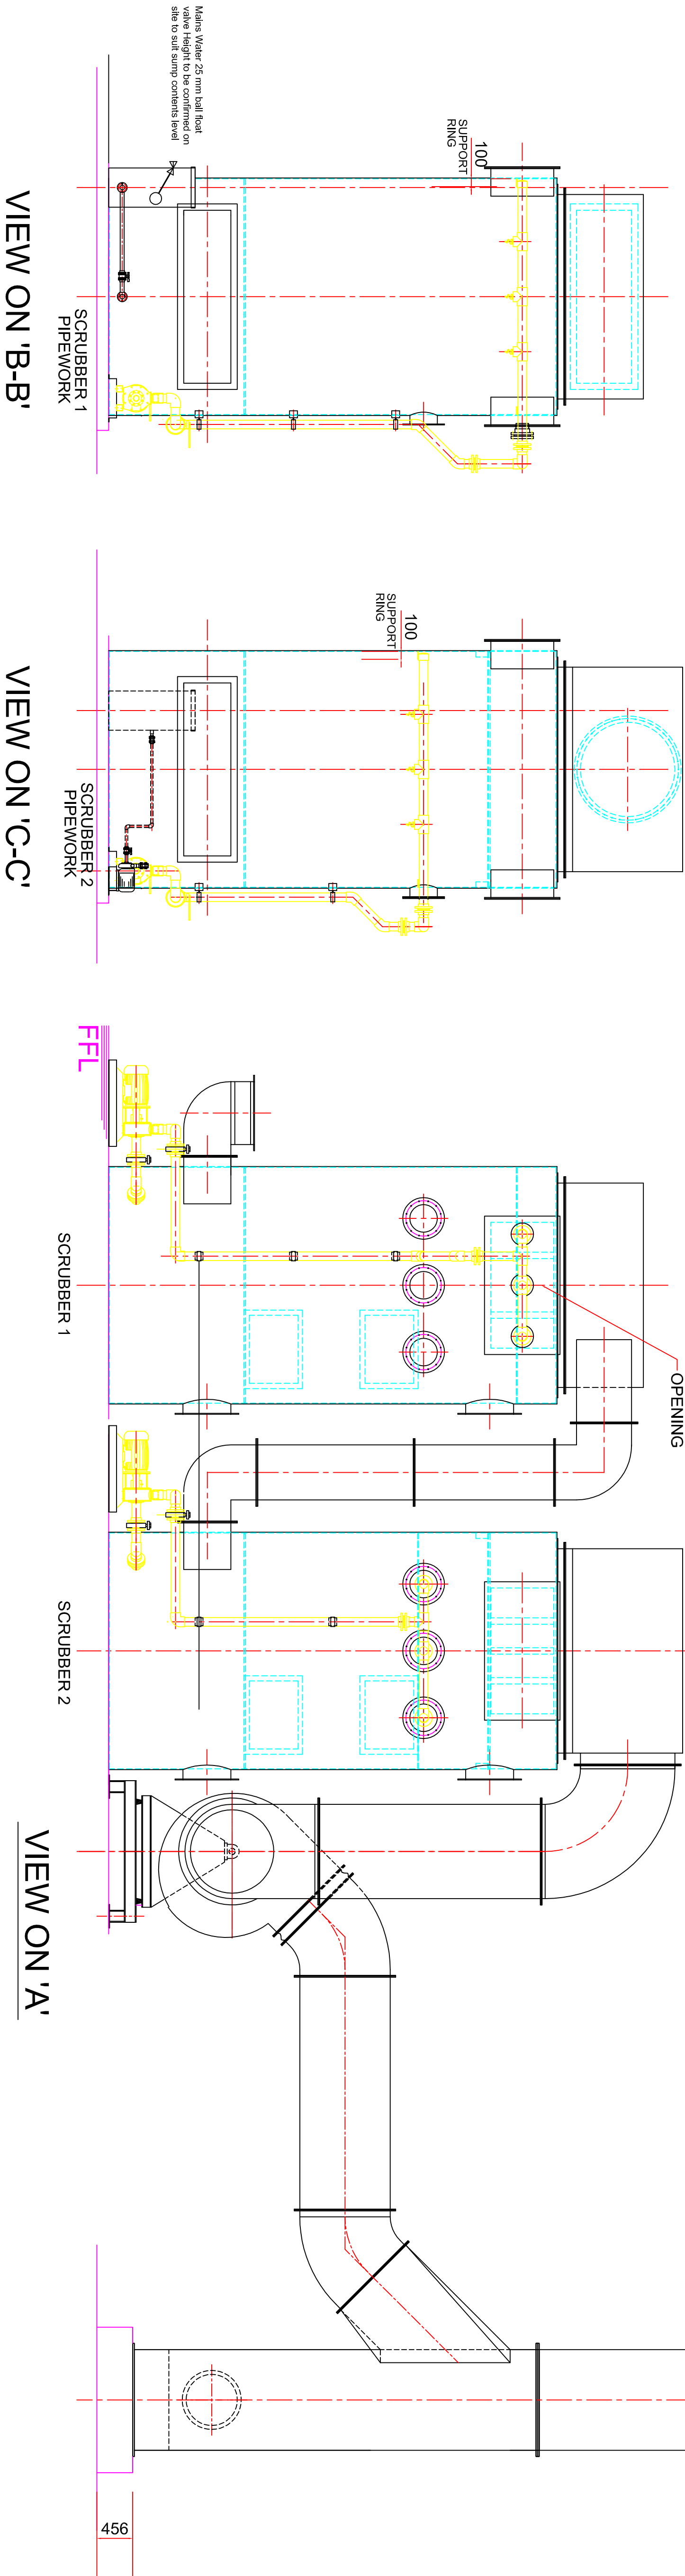 Mains Water 25 mm ball float
valve Height to be confirmed on
site to suit sump contents level
100
SUPPORT
RING
SCRUBBER 1
PIPEWORK
VIEW ON 'B-B'
100
SUPPORT
RING
SCRUBBER 2
PIPEWORK
VIEW ON 'C-C'
FFL
OPENING
SCRUBBER 1
SCRUBBER 2
VIEW ON 'A'
456